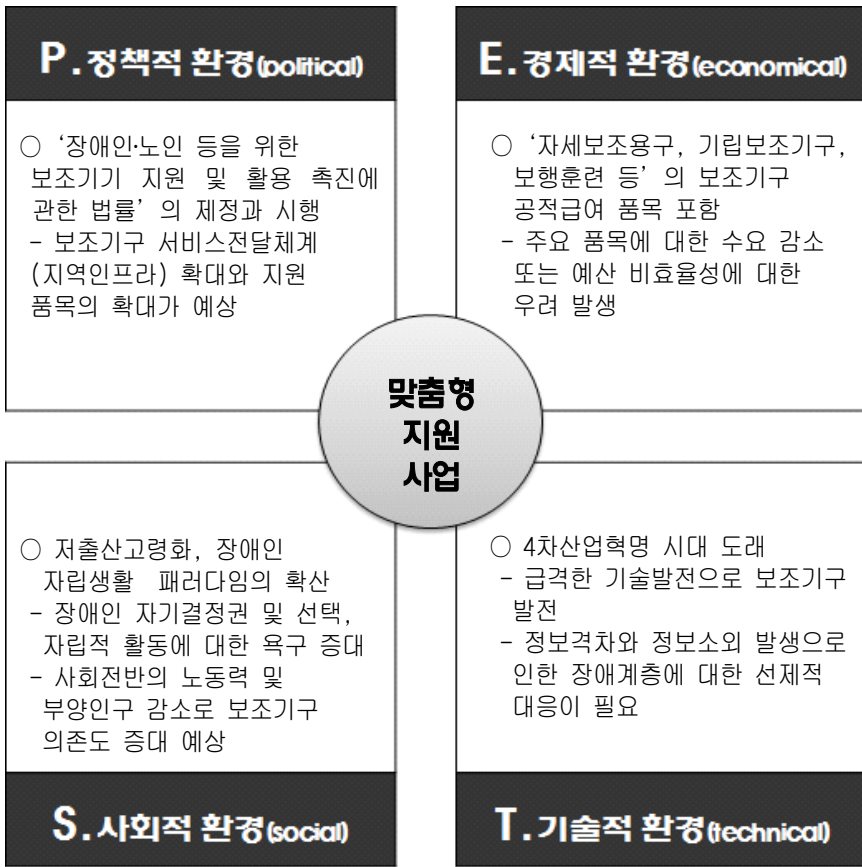 P.정책적 환경(political)
○ ‘장애인·노인 등을 위한
보조기기 지원 및 활용 촉진에
관한 법률’의 제정과 시행
- 보조기구 서비스전달체계
(지역인프라) 확대와 지원
품목의 확대가 예상
E.경제적 환경(economical)
○ ‘자세보조용구, 기립보조기구,
보행훈련 등’의 보조기구
공적급여 품목 포함
- 주요 품목에 대한 수요 감소
또는 예산 비효율성에 대한
우려 발생
맞춤형
지원
사업
○ 저출산고령화, 장애인
자립생활 패러다임의 확산
- 장애인 자기결정권 및 선택,
자립적 활동에 대한 욕구 증대
- 사회전반의 노동력 및
부양인구 감소로 보조기구
의존도 증대 예상
S.사회적 환경(social)
○ 4차산업혁명 시대 도래
- 급격한 기술발전으로 보조기구
발전
- 정보격차와 정보소외 발생으로
인한 장애계층에 대한 선제적
대응이 필요
T.기술적 환경(technical)